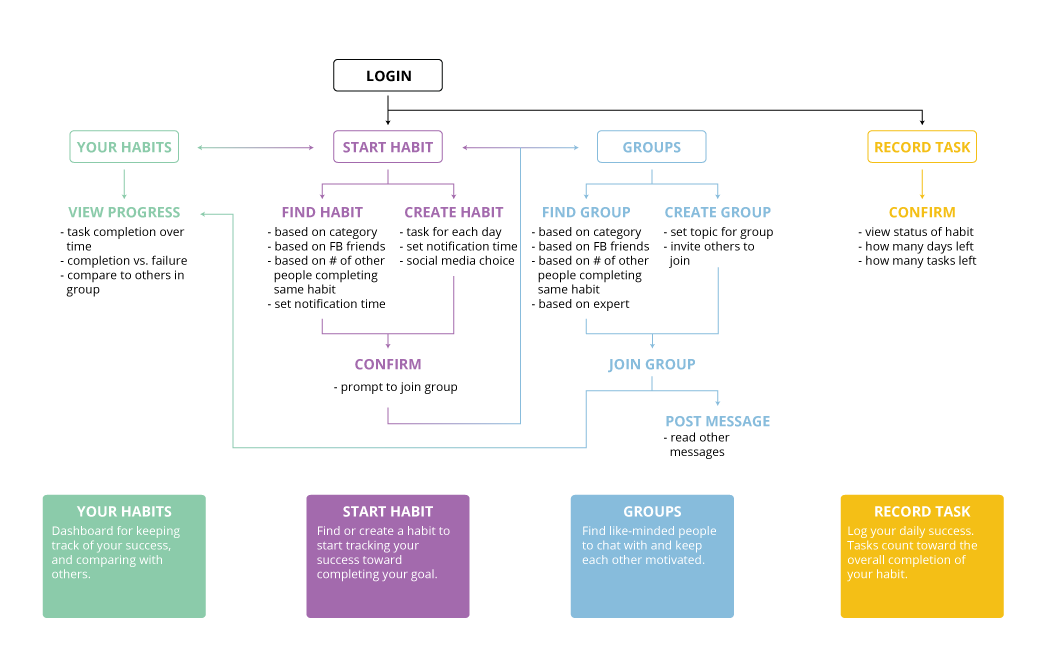 LOGIN
YOUR HABITS
START HABIT
GROUPS
RECORD TASK
VIEW PROGRESS
- task completion over
time
- completion vs. failure
- compare to others in
group
FIND HABIT
- based on category
- based on FB friends
- based on # of other
people completing
same habit
- set notification time
CREATE HABIT
- task for each day
- set notification time
- social media choice
CONFIRM
- prompt to join group
FIND GROUP
- based on category
- based on FB friends
- based on # of other
people completing
same habit
- based on expert
CREATE GROUP
- set topic for group
- invite others to
join
JOIN GROUP
POST MESSAGE
- read other
messages
CONFIRM
- view status of habit
- how many days left
- how many tasks left
YOUR HABITS
Dashboard for keeping
track of your success,
and comparing with
others.
START HABIT
Find or create a habit to
start tracking your
success toward
completing your goal.
GROUPS
Find like-minded people
to chat with and keep
each other motivated.
RECORD TASK
Log your daily success.
Tasks count toward the
overall completion of
your habit.